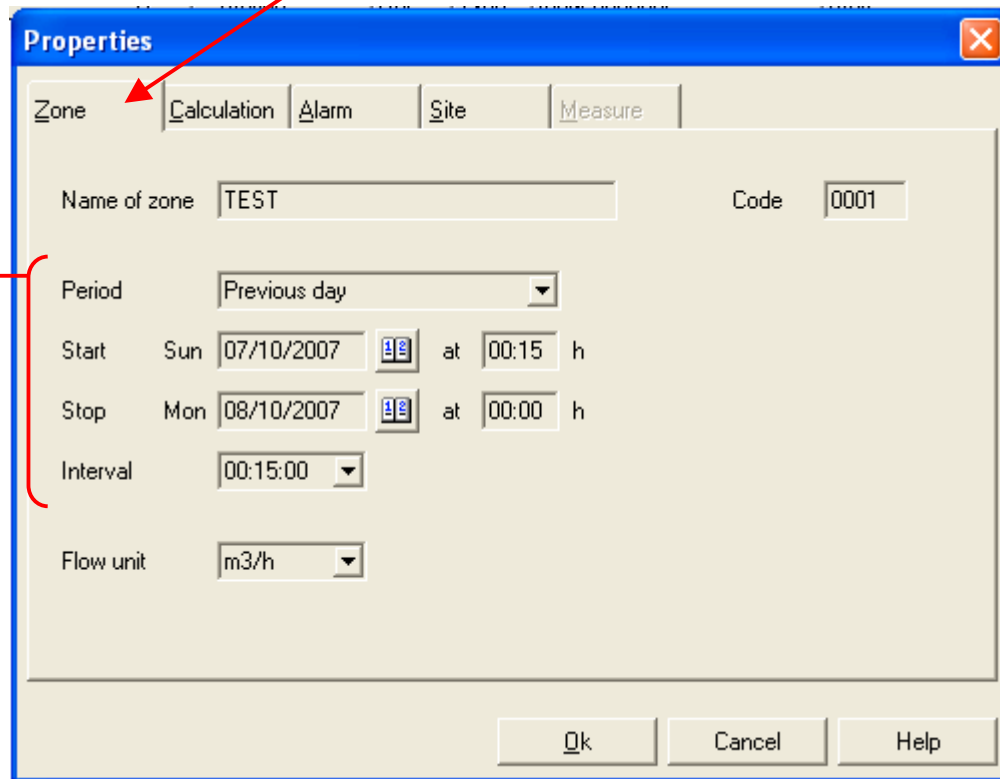 Properties
Zone Calculation Alarm Site Measure
Name of zone TEST Code 0001
Period Previous day
Start Sun 07/10/2007 at 00:15 h
Stop Mon 08/10/2007 at 00:00 h
Interval 00:15:00
Flow unit m3/h
Ok Cancel Help